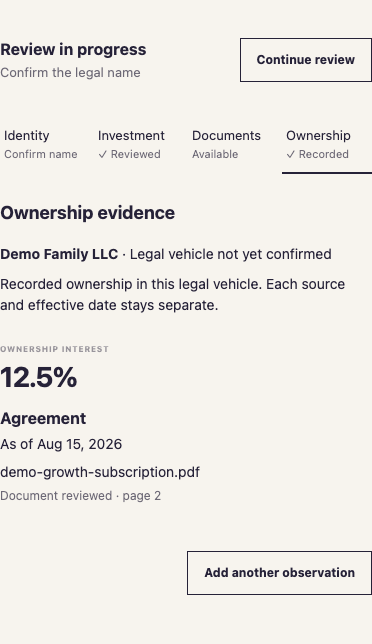 Review in progress
Confirm the legal name
Continue review
Identity
Confirm name
Investment
✓ Reviewed
Documents
Available
Ownership
✓ Recorded
Ownership evidence
Demo Family LLC · Legal vehicle not yet confirmed
Recorded ownership in this legal vehicle. Each source
and effective date stays separate.
OWNERSHIP INTEREST
12.5%
Agreement
As of Aug 15, 2026
demo-growth-subscription.pdf
Document reviewed · page 2
Add another observation